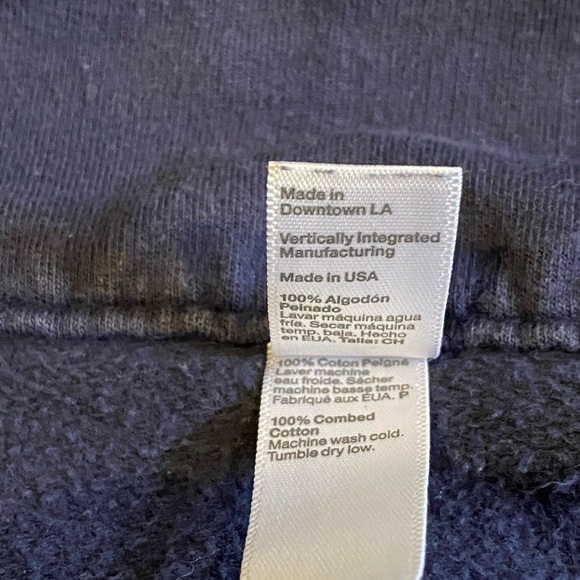 Made in
Downtown LA
Vertically Integrated
Manufacturing
Made in USA
100% Algodón
Peinado
Lavar máquina agua
fría. Secar máquina
temp. baja. Hecho
en EUA. Talla: CH
100% Coton Peigné
Laver machine
eau froide. Sécher
machine basse temp.
Fabriqué aux EUA. P
100% Combed
Cotton
Machine wash cold.
Tumble dry low.